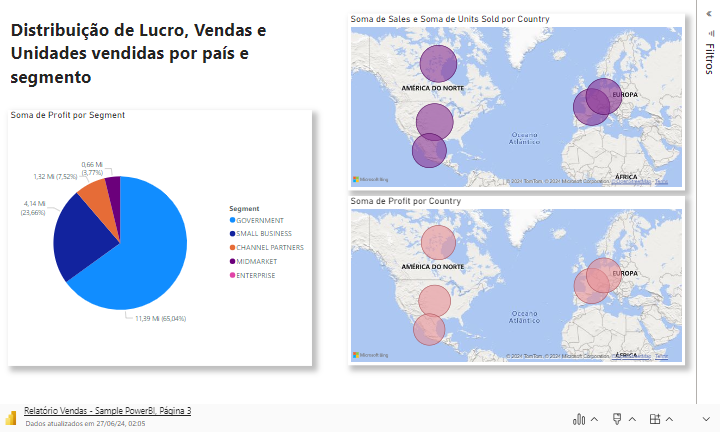 Distribuição de Lucro, Vendas e
Unidades vendidas por país e
segmento
Soma de Profit por Segment
0,66 Mi
(3,77%)
1,32 Mi (7,52%)
4,14 Mi
(23,66%)
11,39 Mi (65,04%)
Segment
GOVERNMENT
SMALL BUSINESS
CHANNEL PARTNERS
MIDMARKET
ENTERPRISE
Soma de Sales e Soma de Units Sold por Country
AMÉRICA DO NORTE
EUROPA
Oceano
Atlântico
ÁFRICA
Microsoft Bing
© 2024 TomTom, © 2024 Microsoft Corporation, © OpenStreetMap Terms
Soma de Profit por Country
AMÉRICA DO NORTE
EUROPA
Oceano
Atlântico
ÁFRICA
Microsoft Bing
© 2024 TomTom, © 2024 Microsoft Corporation,
Filtros
Relatório Vendas - Sample PowerBI, Página 3
Dados atualizados em 27/06/24, 02:05